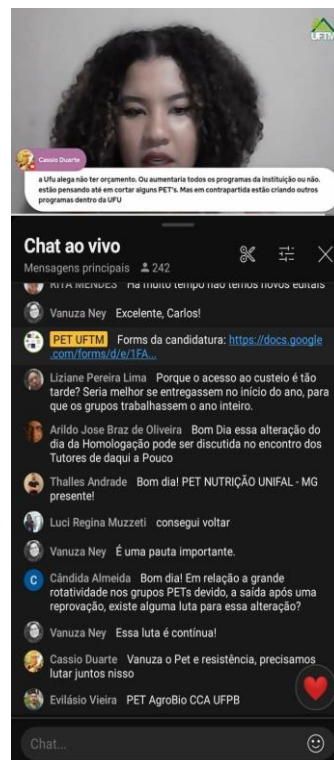 UFTM
Cassio Duarte
a Ufu alega não ter orçamento. Ou aumentaria todos os programas da instituição ou não.
estão pensando até em cortar alguns PET's. Mas em contrapartida estão criando outros
programas dentro da UFU
Chat ao vivo
Mensagens principais 242
RITA MENDES Há muito tempo não temos novos editais
Vanuza Ney Excelente, Carlos!
PET UFTM Forms da candidatura: https://docs.google
.com/forms/d/e/1FA...
Liziane Pereira Lima Porque o acesso ao custeio é tão
tarde? Seria melhor se entregassem no início do ano, para
que os grupos trabalhassem o ano inteiro.
Arildo Jose Braz de Oliveira Bom Dia essa alteração do
dia da Homologação pode ser discutida no encontro dos
Tutores de daqui a Pouco
Thalles Andrade Bom dia! PET NUTRIÇÃO UNIFAL - MG
presente!
Luci Regina Muzzeti consegui voltar
Vanuza Ney É uma pauta importante.
C Cândida Almeida Bom dia! Em relação a grande
rotatividade nos grupos PETs devido, a saída após uma
reprovação, existe alguma luta para essa alteração?
Vanuza Ney Essa luta é contínua!
Cassio Duarte Vanuza o Pet e resistência, precisamos
lutar juntos nisso
Evilásio Vieira PET AgroBio CCA UFPB
Chat...